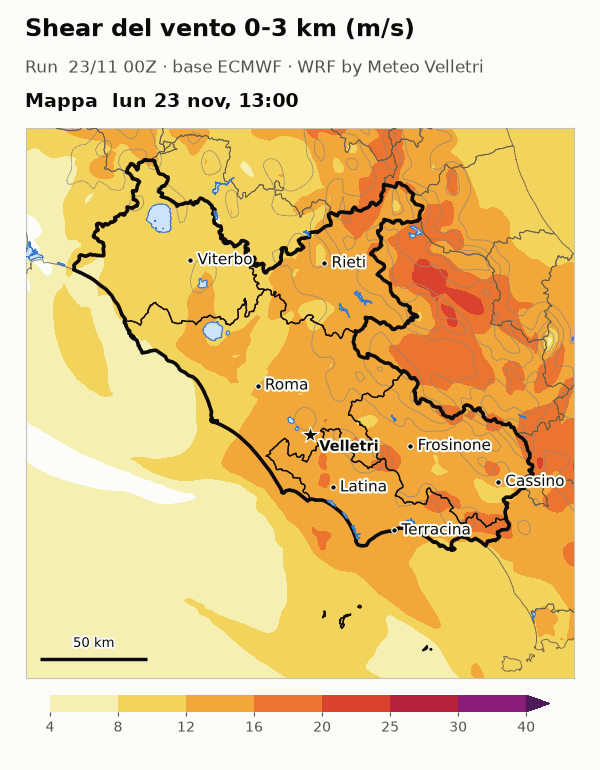 Shear del vento 0-3 km (m/s)
Run  23/11 00Z · base ECMWF · WRF by Meteo Velletri
Mappa  lun 23 nov, 13:00
Viterbo
Rieti
Roma
Velletri
Frosinone
Cassino
Latina
Terracina
50 km
4 8 12 16 20 25 30 40